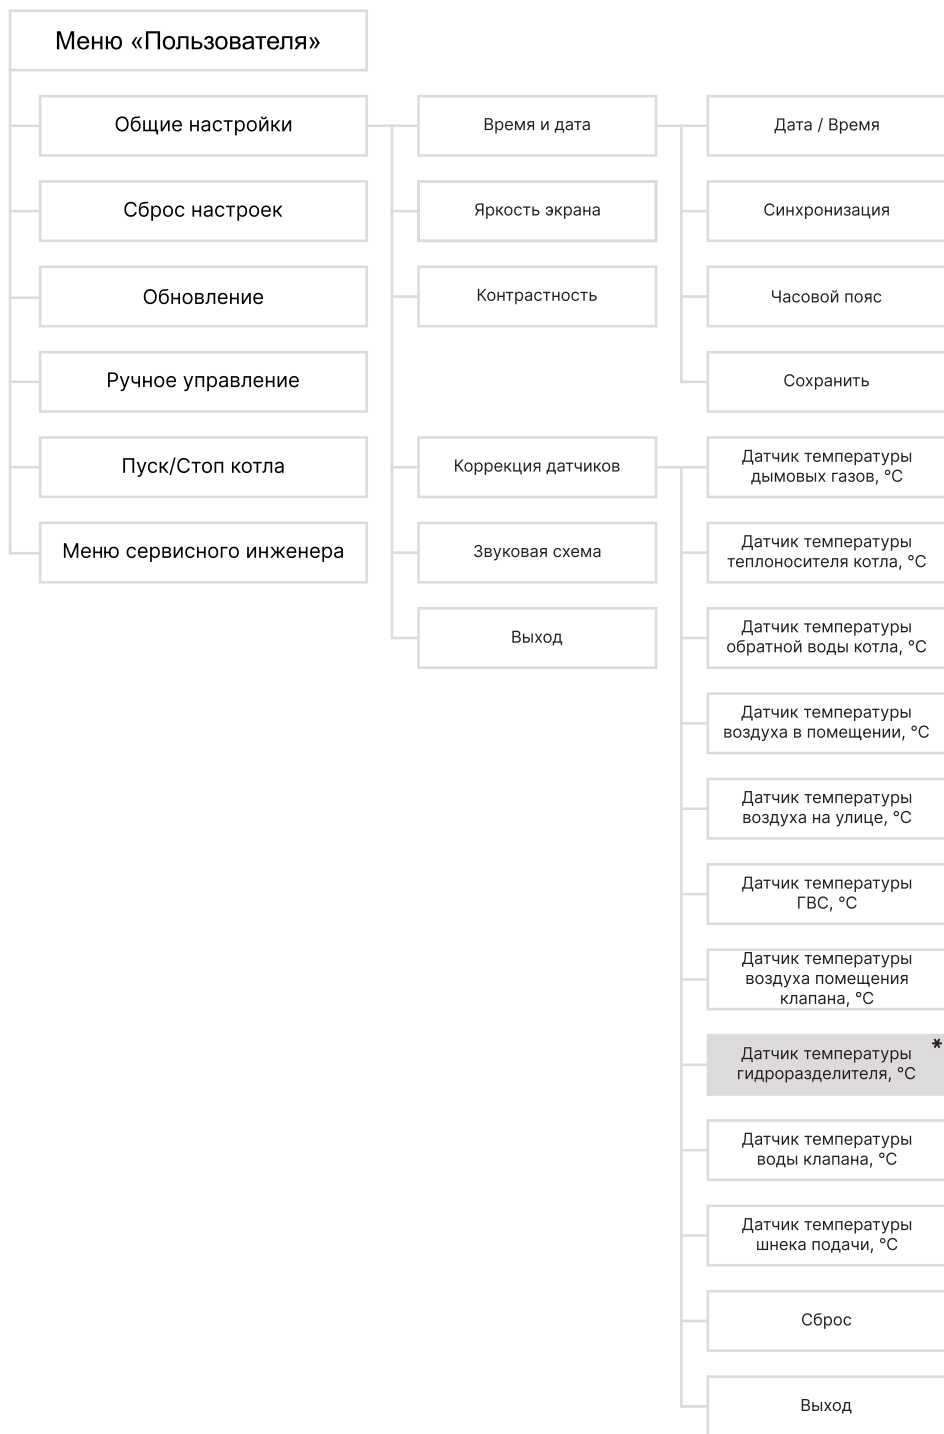 Меню «Пользователя»
Общие настройки
Сброс настроек
Обновление
Ручное управление
Пуск/Стоп котла
Меню сервисного инженера
Время и дата
Яркость экрана
Контрастность
Коррекция датчиков
Звуковая схема
Выход
Дата / Время
Синхронизация
Часовой пояс
Сохранить
Датчик температуры
дымовых газов, °C
Датчик температуры
теплоносителя котла, °C
Датчик температуры
обратной воды котла, °C
Датчик температуры
воздуха в помещении, °C
Датчик температуры
воздуха на улице, °C
Датчик температуры
ГВС, °C
Датчик температуры
воздуха помещения
клапана, °C
Датчик температуры *
гидроразделителя, °C
Датчик температуры
воды клапана, °C
Датчик температуры
шнека подачи, °C
Сброс
Выход